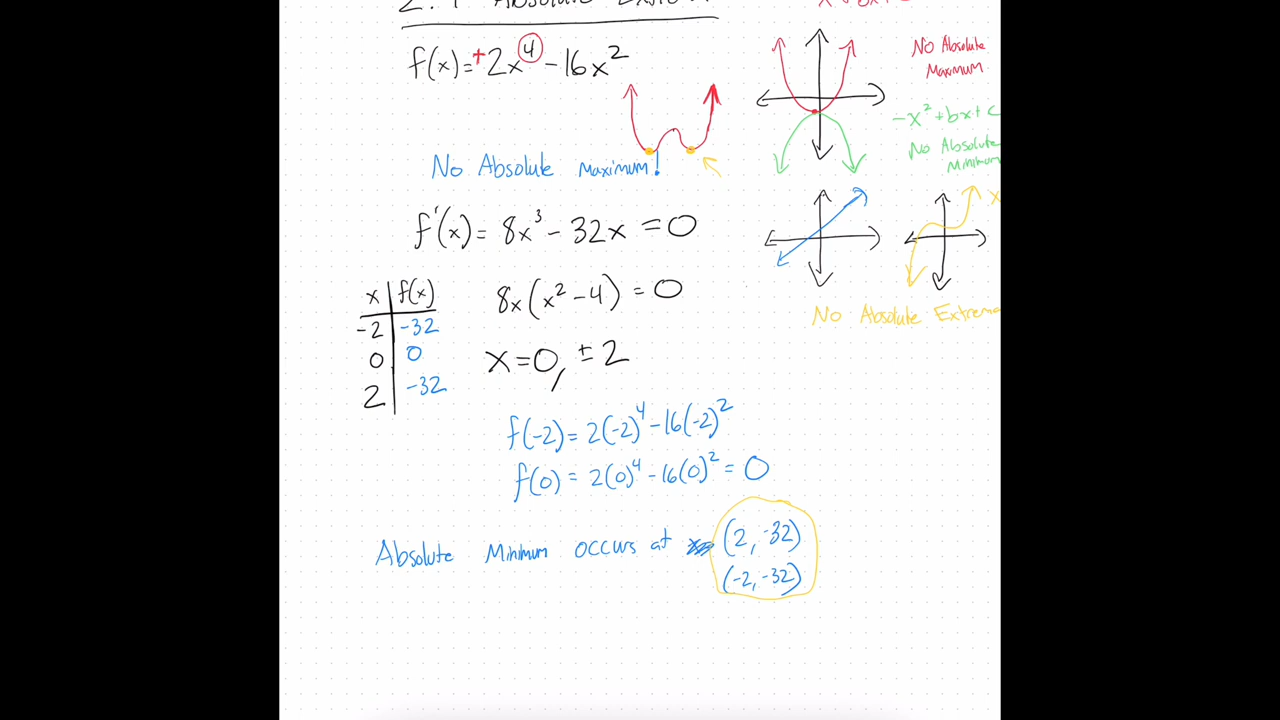 f(x) = +2x⁴ - 16x²
No Absolute
Maximum
-x² + bx + c
No Absolute
Minimum
No Absolute Maximum!
f'(x) = 8x³ - 32x = 0
8x(x² - 4) = 0
x = 0, ± 2
x | f(x)
-2 | -32
0 | 0
2 | -32
No Absolute Extrema
f(-2) = 2(-2)⁴ - 16(-2)²
f(0) = 2(0)⁴ - 16(0)² = 0
Absolute Minimum occurs at (2, -32)
(-2, -32)